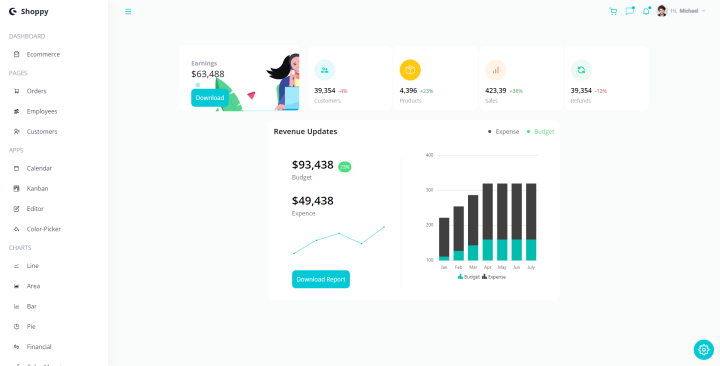 Shoppy
Hi, Michael
DASHBOARD
Ecommerce
PAGES
Orders
Employees
Customers
APPS
Calendar
Kanban
Editor
Color-Picker
CHARTS
Line
Area
Bar
Pie
Financial
Earnings
$63,488
Download
39,354 -4%
Customers
4,396 +23%
Products
423,39 +38%
Sales
39,354 -12%
Refunds
Revenue Updates
Expense
Budget
$93,438 23%
Budget
$49,438
Expence
Download Report
400
300
200
100
Jan Feb Mar Apr May Jun July
Budget Expense